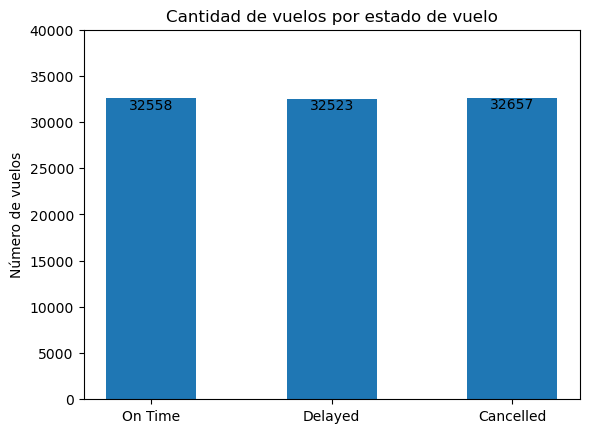 Cantidad de vuelos por estado de vuelo
Número de vuelos
40000
35000
30000
25000
20000
15000
10000
5000
0
32558
32523
32657
On Time
Delayed
Cancelled